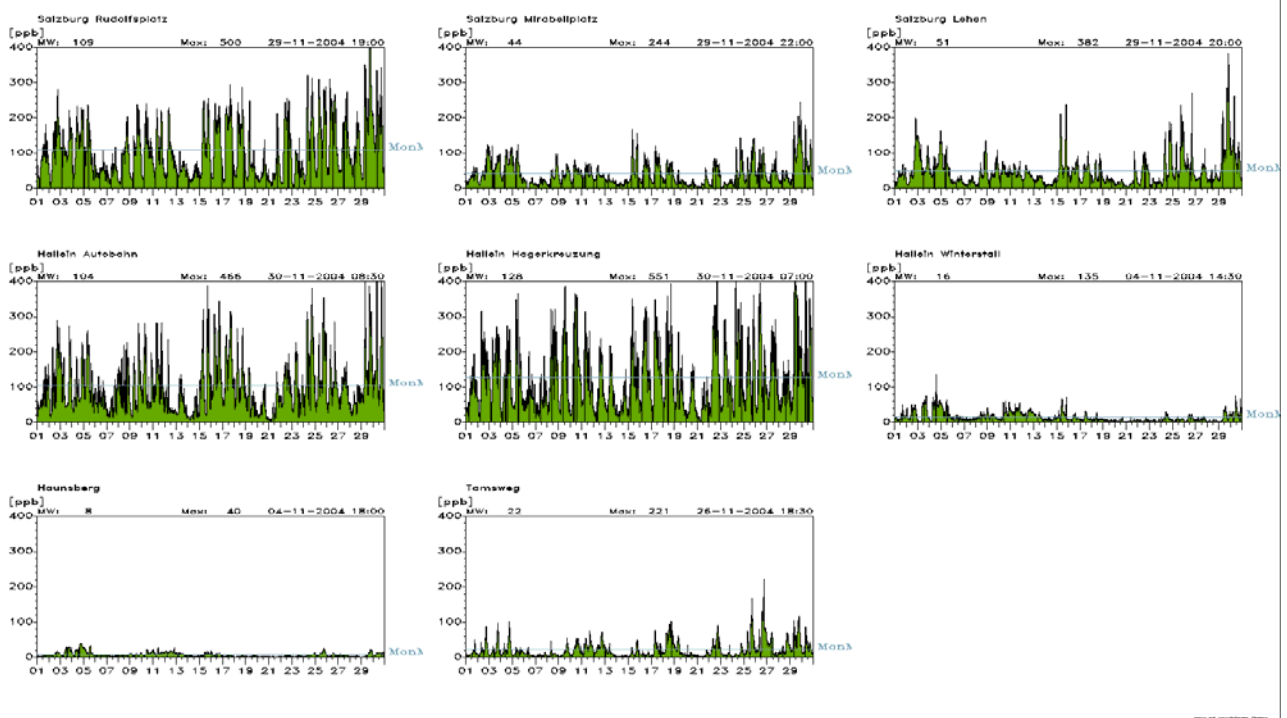 Salzburg Rudolfsplatz
[ppb]
MW: 109 Max: 500 29-11-2004 19:00
400
300
200
100
0
01 03 05 07 09 11 13 15 17 19 21 23 25 27 29
MonM
Salzburg Mirabellplatz
[ppb]
MW: 44 Max: 244 29-11-2004 22:00
400
300
200
100
0
01 03 05 07 09 11 13 15 17 19 21 23 25 27 29
MonM
Salzburg Lehen
[ppb]
MW: 51 Max: 382 29-11-2004 20:00
400
300
200
100
0
01 03 05 07 09 11 13 15 17 19 21 23 25 27 29
MonM
Hallein Autobahn
[ppb]
MW: 104 Max: 466 30-11-2004 08:30
400
300
200
100
0
01 03 05 07 09 11 13 15 17 19 21 23 25 27 29
MonM
Hallein Hagerkreuzung
[ppb]
MW: 128 Max: 551 30-11-2004 07:00
400
300
200
100
0
01 03 05 07 09 11 13 15 17 19 21 23 25 27 29
MonM
Hallein Winterstall
[ppb]
MW: 16 Max: 135 04-11-2004 14:30
400
300
200
100
0
01 03 05 07 09 11 13 15 17 19 21 23 25 27 29
MonM
Haunsberg
[ppb]
MW: 8 Max: 40 04-11-2004 18:00
400
300
200
100
0
01 03 05 07 09 11 13 15 17 19 21 23 25 27 29
MonM
Tamsweg
[ppb]
MW: 22 Max: 221 26-11-2004 18:30
400
300
200
100
0
01 03 05 07 09 11 13 15 17 19 21 23 25 27 29
MonM